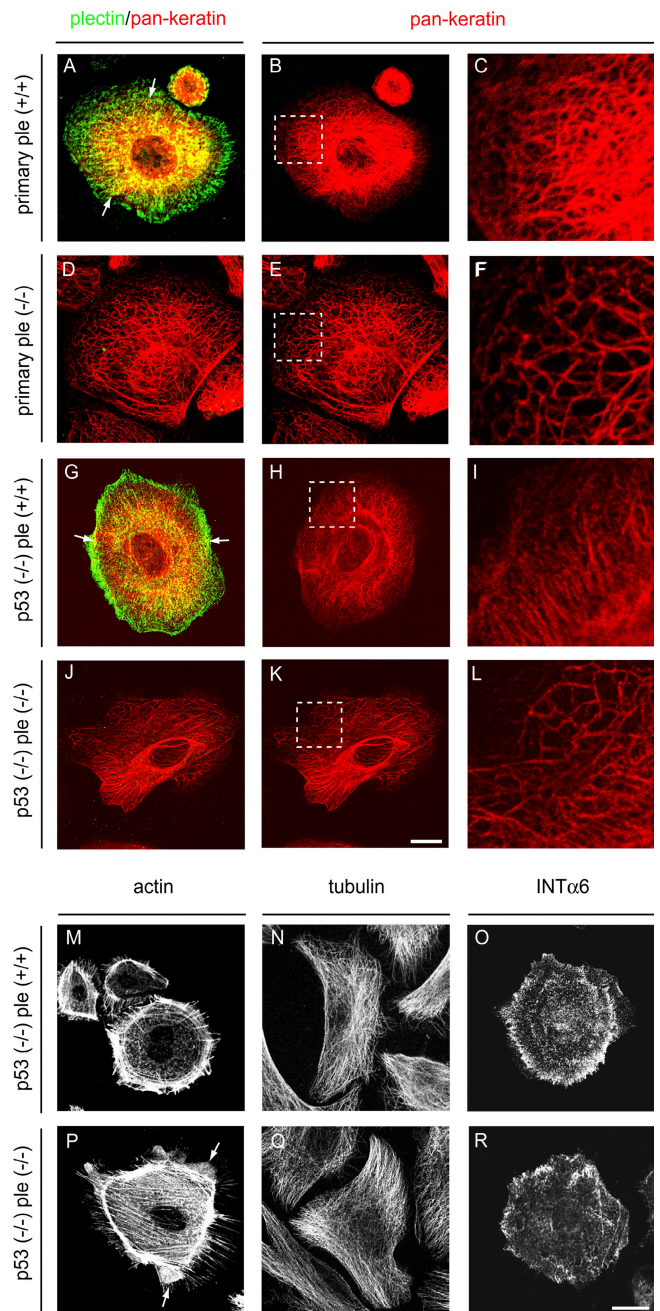 plectin/pan-keratin
pan-keratin
primary ple (+/+)
A
B
C
primary ple (-/-)
D
E
F
p53 (-/-) ple (+/+)
G
H
I
p53 (-/-) ple (-/-)
J
K
L
actin
tubulin
INTα6
p53 (-/-) ple (+/+)
M
N
O
p53 (-/-) ple (-/-)
P
Q
R